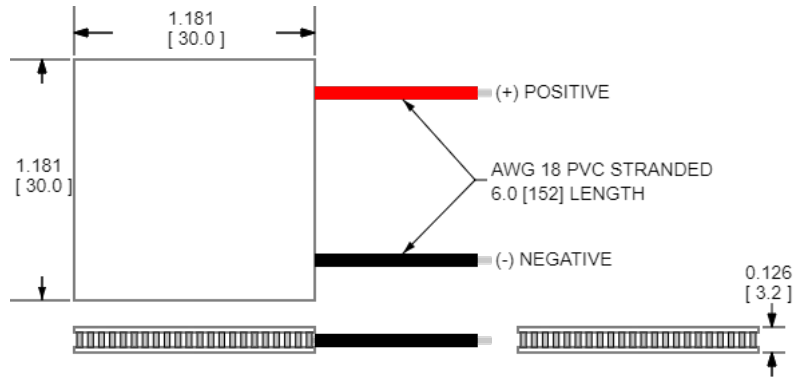 1.181
[ 30.0 ]
(+) POSITIVE
1.181
[ 30.0 ]
AWG 18 PVC STRANDED
6.0 [152] LENGTH
(-) NEGATIVE
0.126
[ 3.2 ]